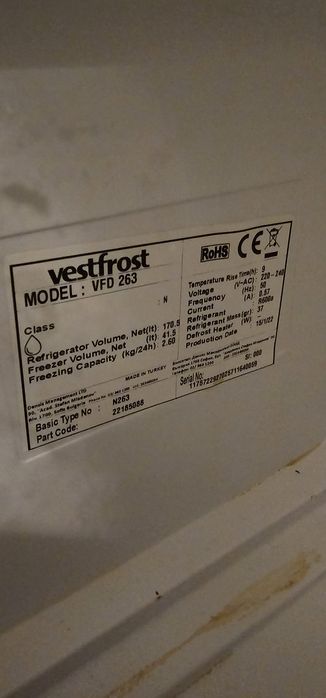 vestfrost
MODEL : VFD 263
Class : N
Refrigerator Volume, Net(lt) 170.5
Freezer Volume, Net (lt) 41.5
Freezing Capacity (kg/24h) 2.60
MADE IN TURKEY
Basic Type No : N263
Part Code: 22185088
RoHS CE
Temperature Rise Time(h): 9
Voltage (V~AC): 220 - 240
Frequency (Hz): 50
Current (A): 0.57
Refrigerant : R600a
Refrigerant Mass(gr): 37
Defrost Heater (W)
Production Date : 15/1/22
SI: 000
Serial No: